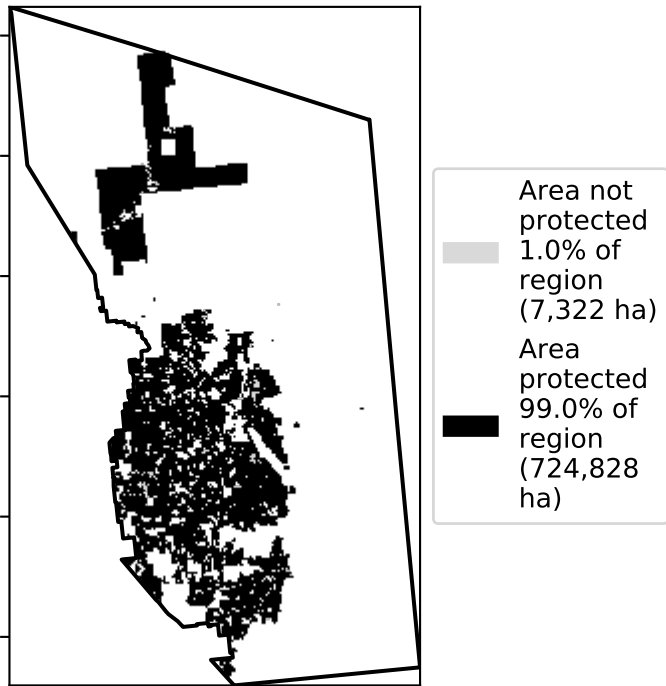 Area not
protected
1.0% of
region
(7,322 ha)
Area
protected
99.0% of
region
(724,828
ha)